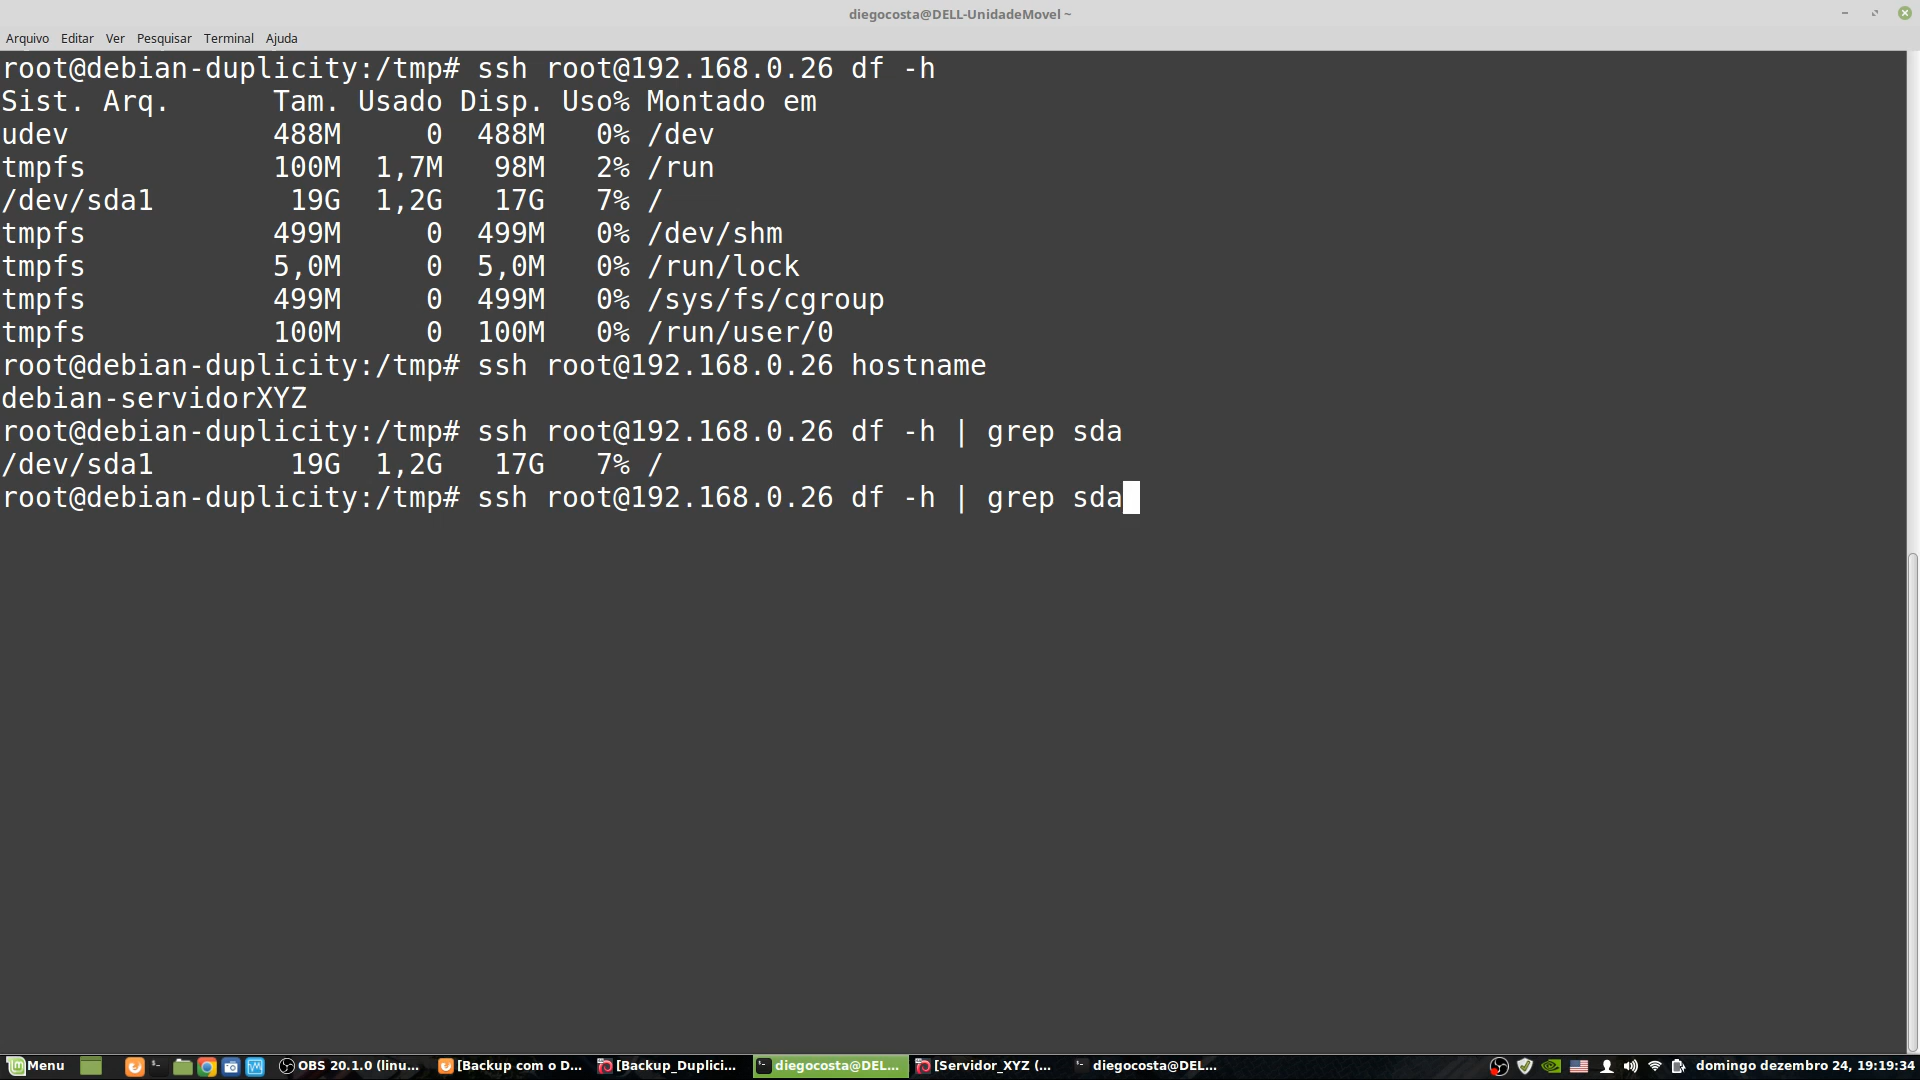 diegocosta@DELL-UnidadeMovel ~
Arquivo Editar Ver Pesquisar Terminal Ajuda
root@debian-duplicity:/tmp# ssh root@192.168.0.26 df -h
Sist. Arq.      Tam. Usado Disp. Uso% Montado em
udev            488M     0  488M   0% /dev
tmpfs           100M  1,7M   98M   2% /run
/dev/sda1        19G  1,2G   17G   7% /
tmpfs           499M     0  499M   0% /dev/shm
tmpfs           5,0M     0  5,0M   0% /run/lock
tmpfs           499M     0  499M   0% /sys/fs/cgroup
tmpfs           100M     0  100M   0% /run/user/0
root@debian-duplicity:/tmp# ssh root@192.168.0.26 hostname
debian-servidorXYZ
root@debian-duplicity:/tmp# ssh root@192.168.0.26 df -h | grep sda
/dev/sda1        19G  1,2G   17G   7% /
root@debian-duplicity:/tmp# ssh root@192.168.0.26 df -h | grep sda
Menu OBS 20.1.0 (linu... [Backup com o D... [Backup_Duplici... diegocosta@DEL... [Servidor_XYZ (... diegocosta@DEL... domingo dezembro 24, 19:19:34